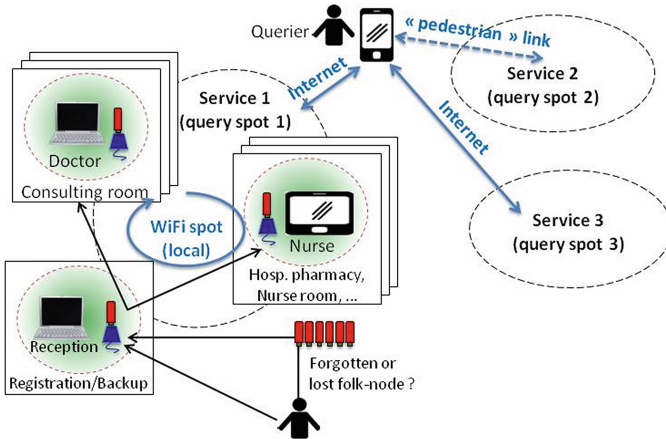 Querier
« pedestrian » link
Internet
Service 1
(query spot 1)
Service 2
(query spot 2)
Doctor
Consulting room
Internet
WiFi spot
(local)
Nurse
Hosp. pharmacy,
Nurse room, ...
Service 3
(query spot 3)
Reception
Registration/Backup
Forgotten or
lost folk-node ?